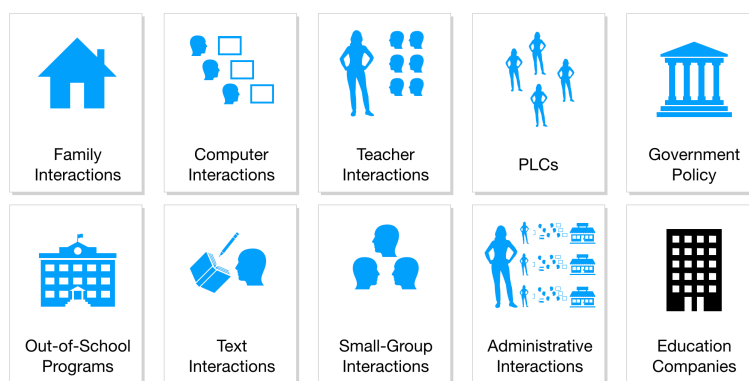 Family
Interactions
Computer
Interactions
Teacher
Interactions
PLCs
Government
Policy
Out-of-School
Programs
Text
Interactions
Small-Group
Interactions
Administrative
Interactions
Education
Companies